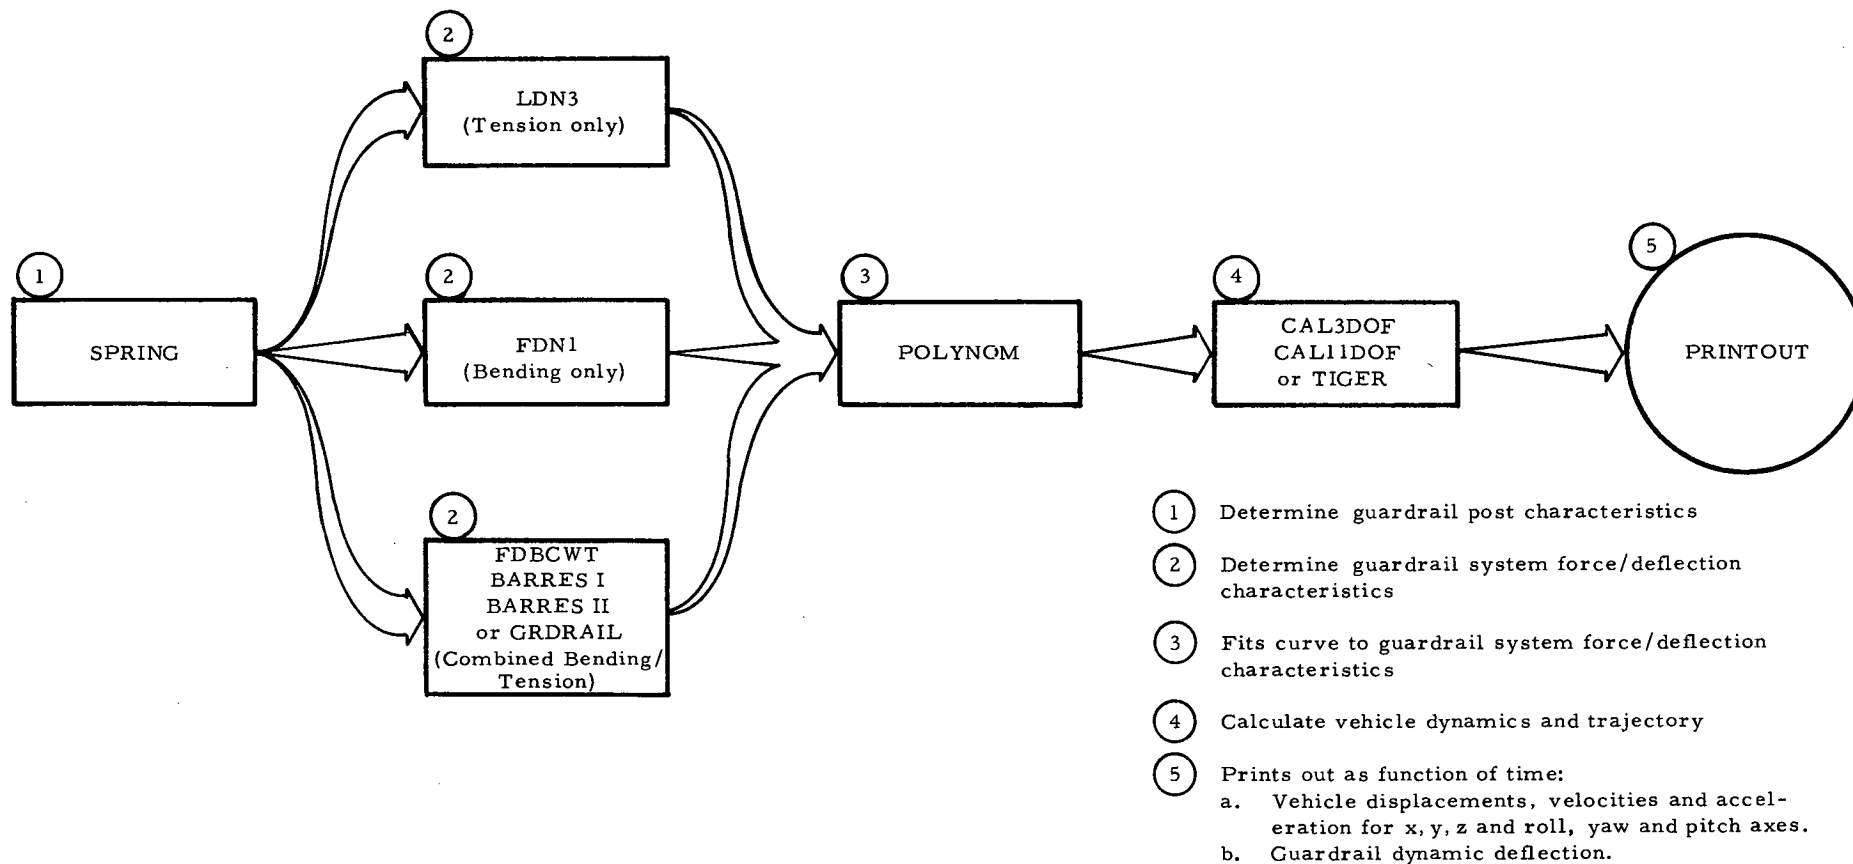 2
LDN3
(Tension only)
1
SPRING
2
FDN1
(Bending only)
2
FDBCWT
BARRES I
BARRES II
or GRDRAIL
(Combined Bending/
Tension)
3
POLYNOM
4
CAL3DOF
CAL11DOF
or TIGER
5
PRINTOUT
1 Determine guardrail post characteristics
2 Determine guardrail system force/deflection
characteristics
3 Fits curve to guardrail system force/deflection
characteristics
4 Calculate vehicle dynamics and trajectory
5 Prints out as function of time:
a. Vehicle displacements, velocities and accel-
eration for x, y, z and roll, yaw and pitch axes.
b. Guardrail dynamic deflection.